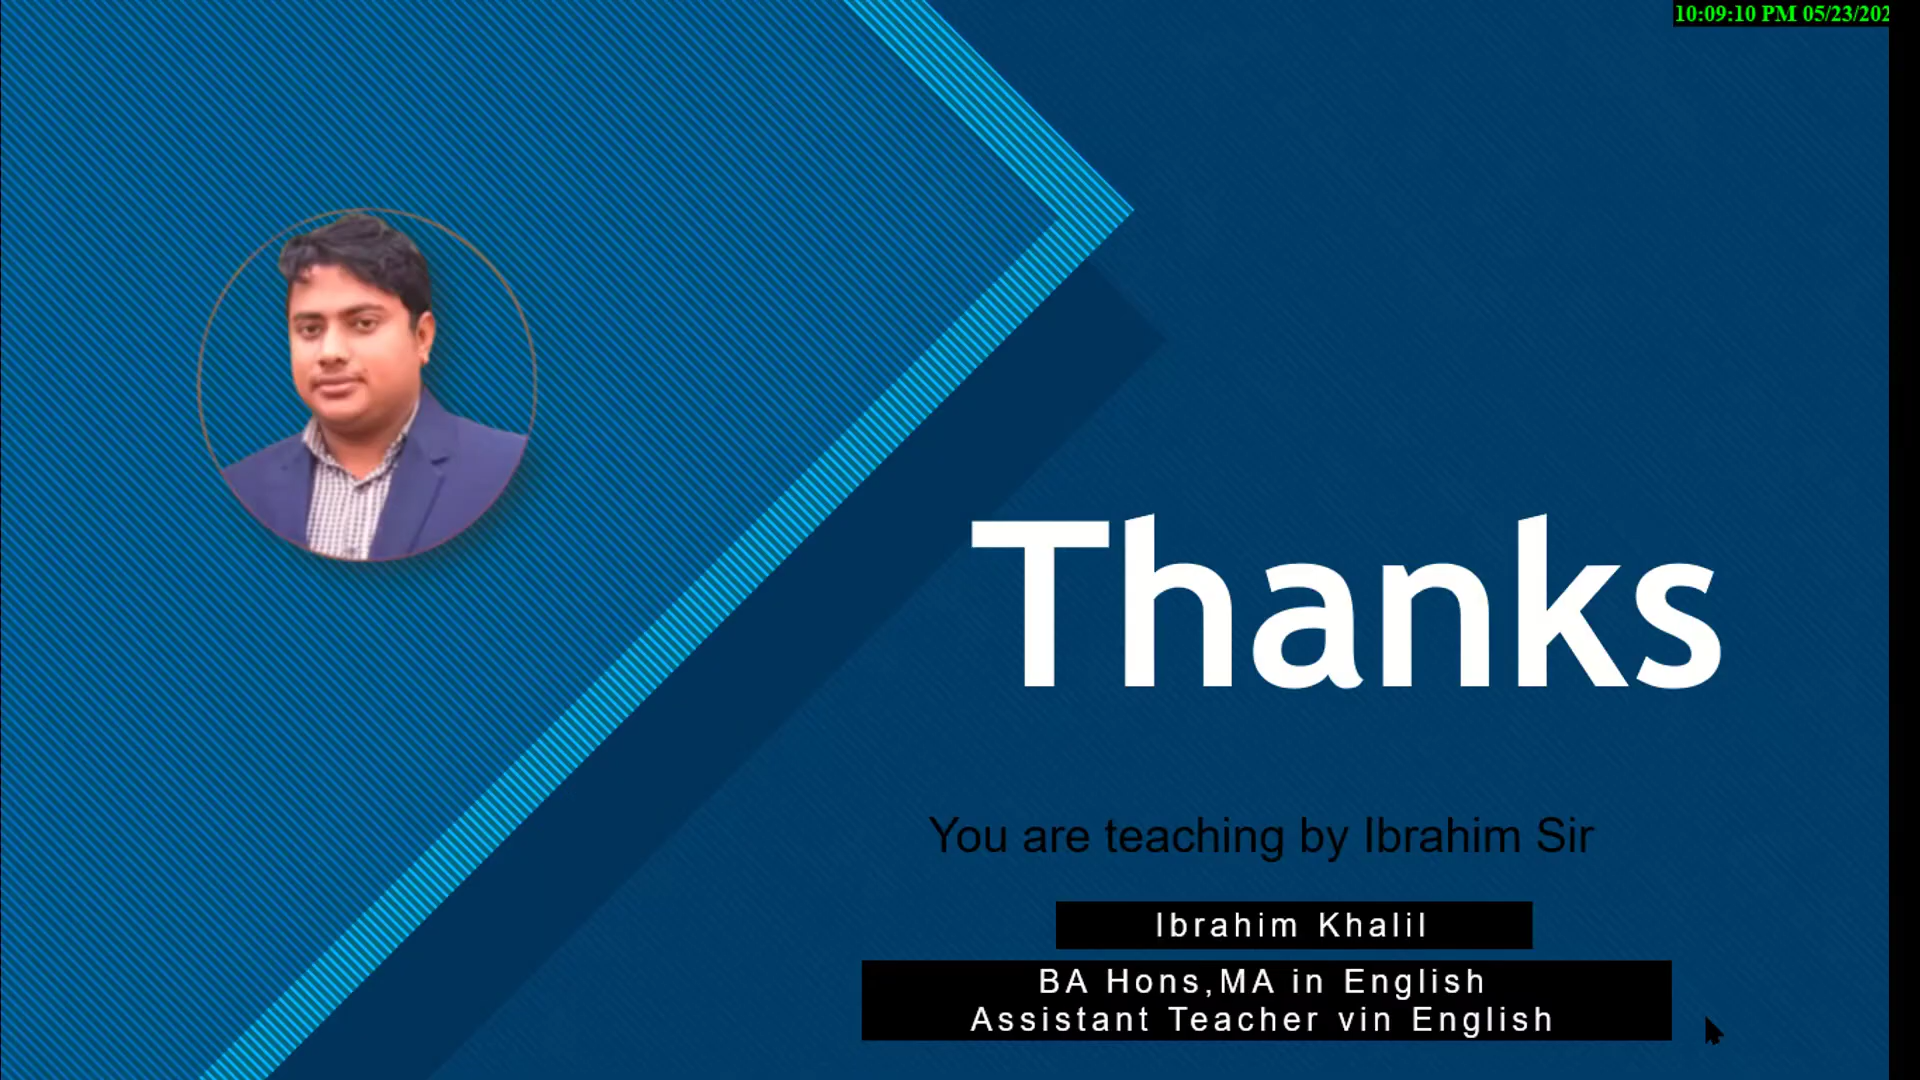 10:09:10 PM 05/23/202
Thanks
You are teaching by Ibrahim Sir
Ibrahim Khalil
BA Hons,MA in English
Assistant Teacher vin English